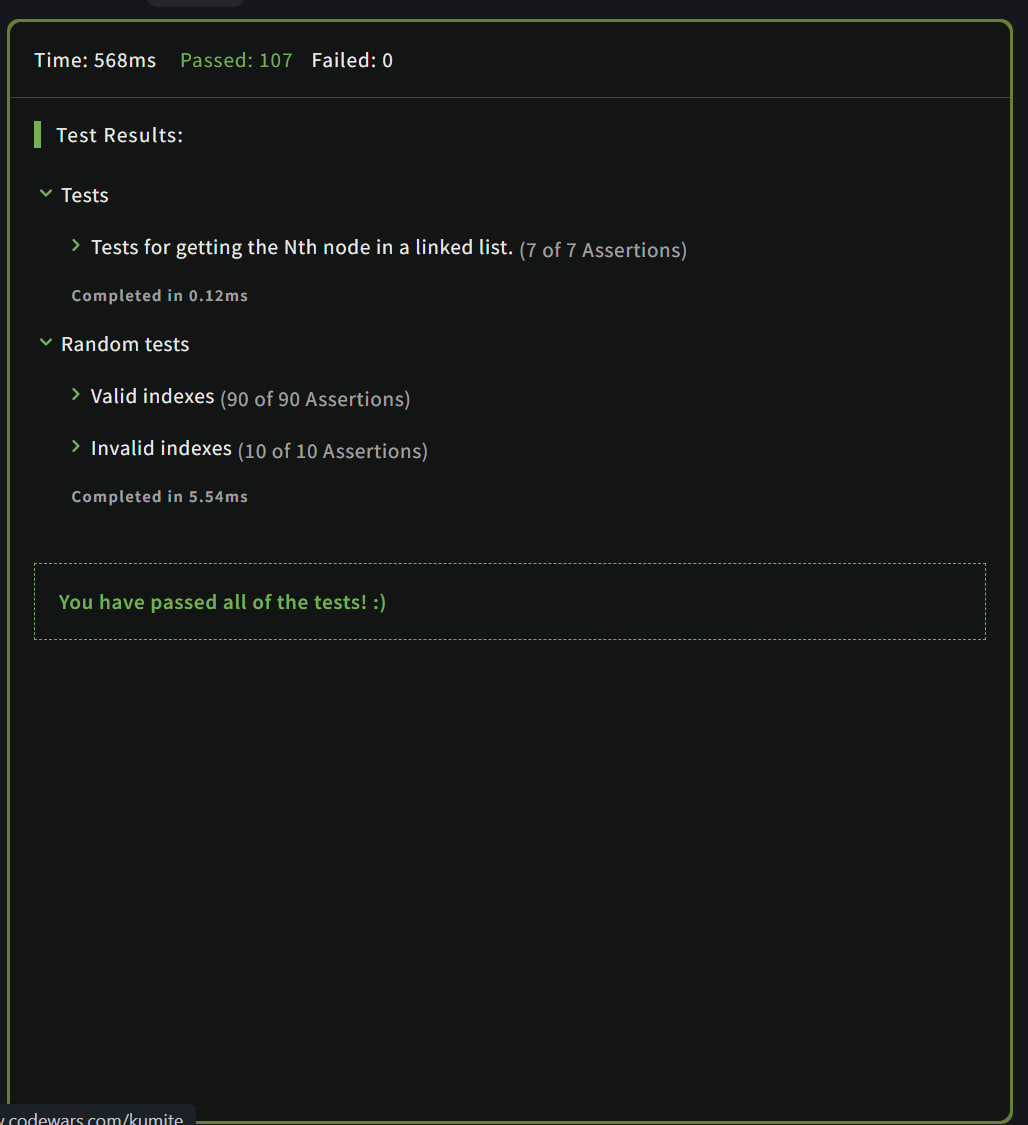 Time: 568ms Passed: 107 Failed: 0
Test Results:
Tests
Tests for getting the Nth node in a linked list. (7 of 7 Assertions)
Completed in 0.12ms
Random tests
Valid indexes (90 of 90 Assertions)
Invalid indexes (10 of 10 Assertions)
Completed in 5.54ms
You have passed all of the tests! :)
codewars.com/kumite